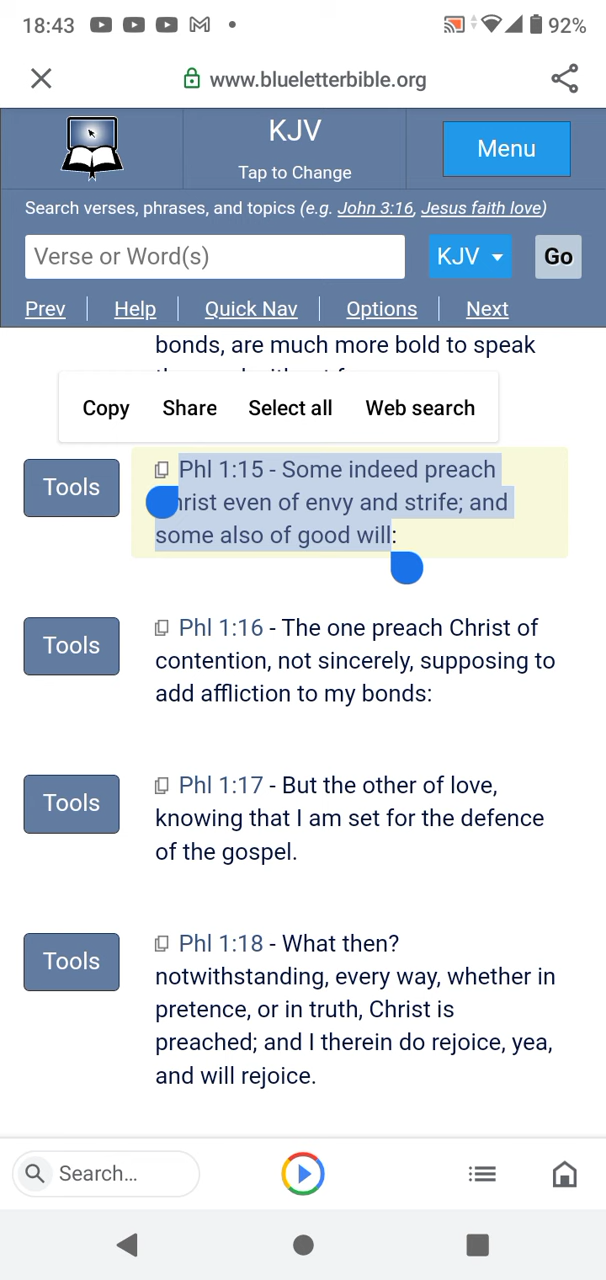 18:43
92%
www.blueletterbible.org
KJV
Tap to Change
Menu
Search verses, phrases, and topics (e.g. John 3:16, Jesus faith love)
Verse or Word(s)
KJV
Go
Prev
Help
Quick Nav
Options
Next
bonds, are much more bold to speak
Copy
Share
Select all
Web search
Tools
Phl 1:15 - Some indeed preach
hrist even of envy and strife; and
some also of good will:
Tools
Phl 1:16 - The one preach Christ of
contention, not sincerely, supposing to
add affliction to my bonds:
Tools
Phl 1:17 - But the other of love,
knowing that I am set for the defence
of the gospel.
Tools
Phl 1:18 - What then?
notwithstanding, every way, whether in
pretence, or in truth, Christ is
preached; and I therein do rejoice, yea,
and will rejoice.
Search...